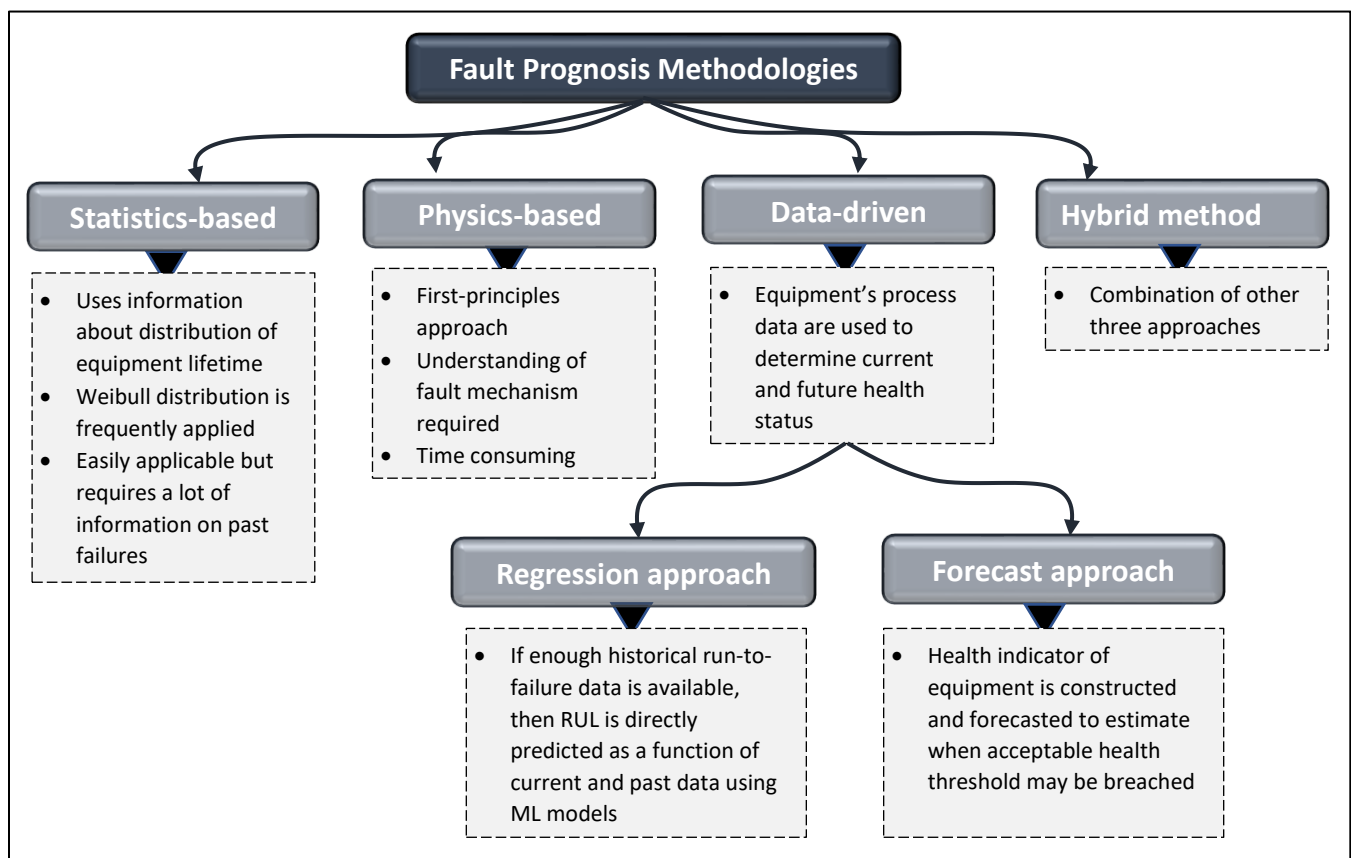 Fault Prognosis Methodologies
Statistics-based
• Uses information
about distribution of
equipment lifetime
• Weibull distribution is
frequently applied
• Easily applicable but
requires a lot of
information on past
failures
Physics-based
• First-principles
approach
• Understanding of
fault mechanism
required
• Time consuming
Data-driven
• Equipment’s process
data are used to
determine current
and future health
status
Hybrid method
• Combination of other
three approaches
Regression approach
• If enough historical run-to-
failure data is available,
then RUL is directly
predicted as a function of
current and past data using
ML models
Forecast approach
• Health indicator of
equipment is constructed
and forecasted to estimate
when acceptable health
threshold may be breached